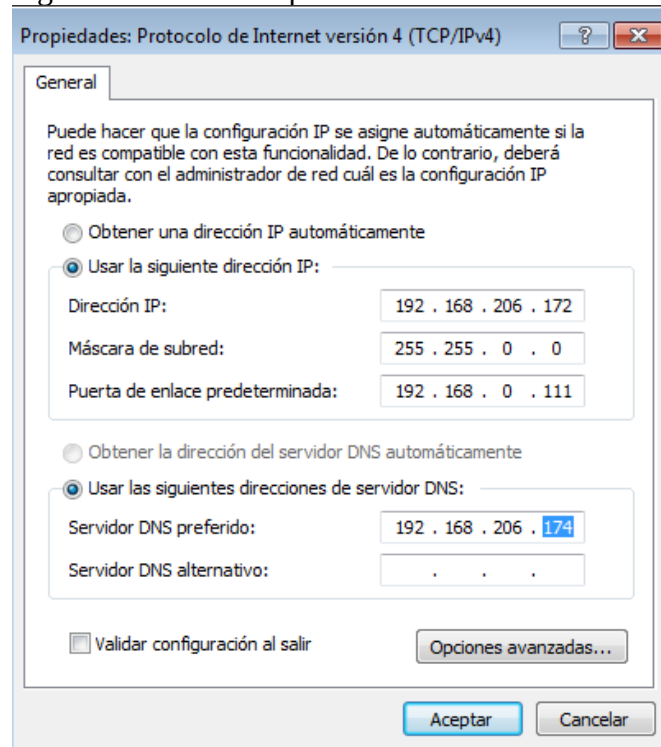 Propiedades: Protocolo de Internet versión 4 (TCP/IPv4)
General
Puede hacer que la configuración IP se asigne automáticamente si la
red es compatible con esta funcionalidad. De lo contrario, deberá
consultar con el administrador de red cuál es la configuración IP
apropiada.
Obtener una dirección IP automáticamente
Usar la siguiente dirección IP:
Dirección IP: 192 . 168 . 206 . 172
Máscara de subred: 255 . 255 . 0 . 0
Puerta de enlace predeterminada: 192 . 168 . 0 . 111
Obtener la dirección del servidor DNS automáticamente
Usar las siguientes direcciones de servidor DNS:
Servidor DNS preferido: 192 . 168 . 206 . 174
Servidor DNS alternativo: . . .
Validar configuración al salir Opciones avanzadas...
Aceptar Cancelar